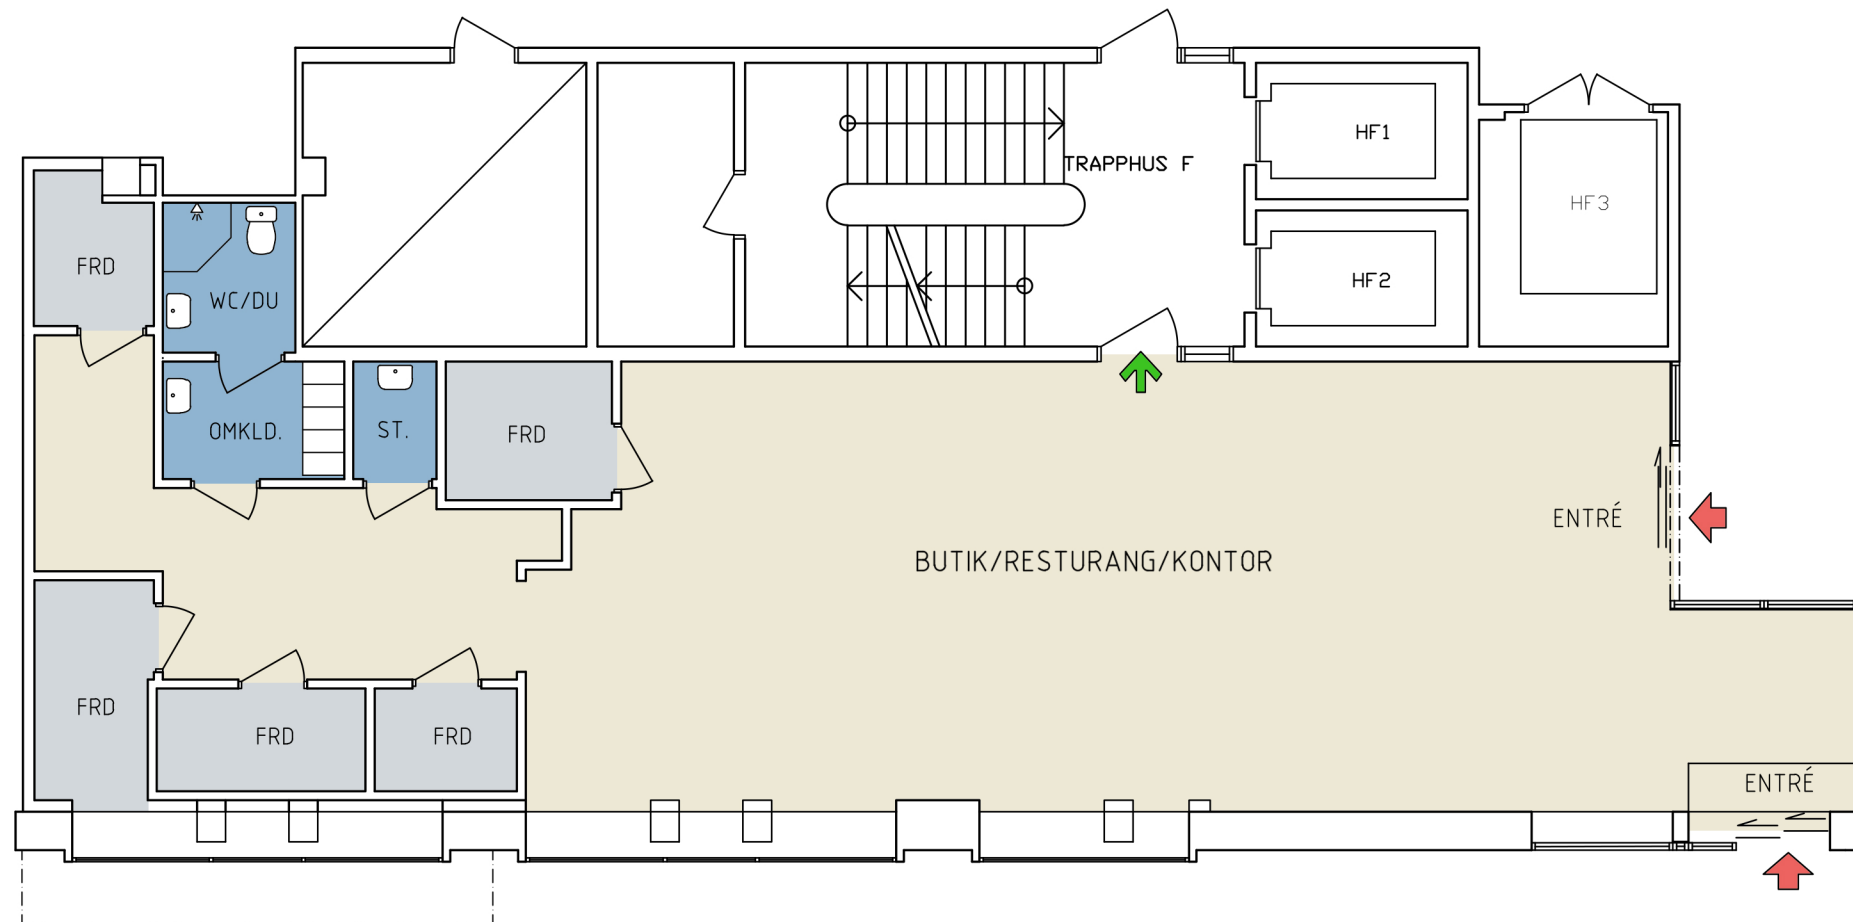 HF1
TRAPPHUS F
HF3
FRD
HF2
WC/DU
OMKLD.
ST.
FRD
ENTRÉ
BUTIK/RESTURANG/KONTOR
FRD
FRD
FRD
ENTRÉ